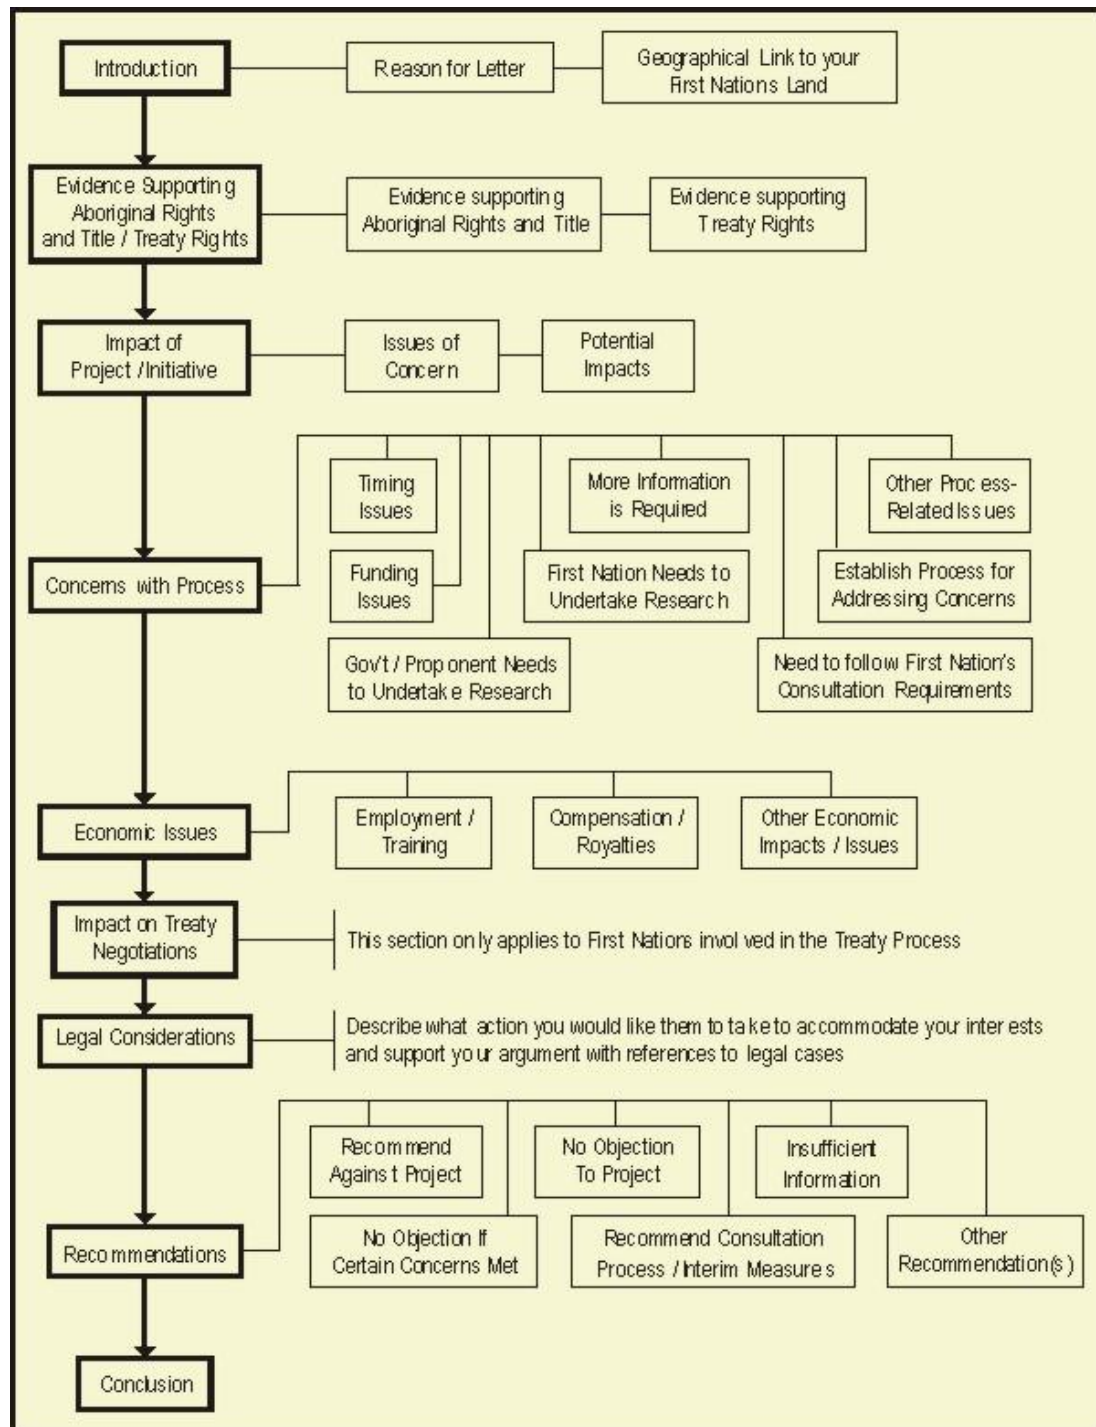 Introduction
Reason for Letter
Geographical Link to your
First Nations Land
Evidence Supporting
Aboriginal Rights
and Title / Treaty Rights
Evidence supporting
Aboriginal Rights and Title
Evidence supporting
Treaty Rights
Impact of
Project / Initiative
Issues of
Concern
Potential
Impacts
Concerns with Process
Timing
Issues
More Information
is Required
Other Process-
Related Issues
Funding
Issues
First Nation Needs to
Undertake Research
Establish Process for
Addressing Concerns
Gov't / Proponent Needs
to Undertake Research
Need to follow First Nation's
Consultation Requirements
Economic Issues
Employment /
Training
Compensation /
Royalties
Other Economic
Impacts / Issues
Impact on Treaty
Negotiations
This section only applies to First Nations involved in the Treaty Process
Legal Considerations
Describe what action you would like them to take to accommodate your interests
and support your argument with references to legal cases
Recommendations
Recommend
Against Project
No Objection
To Project
Insufficient
Information
No Objection If
Certain Concerns Met
Recommend Consultation
Process / Interim Measures
Other
Recommendation(s)
Conclusion